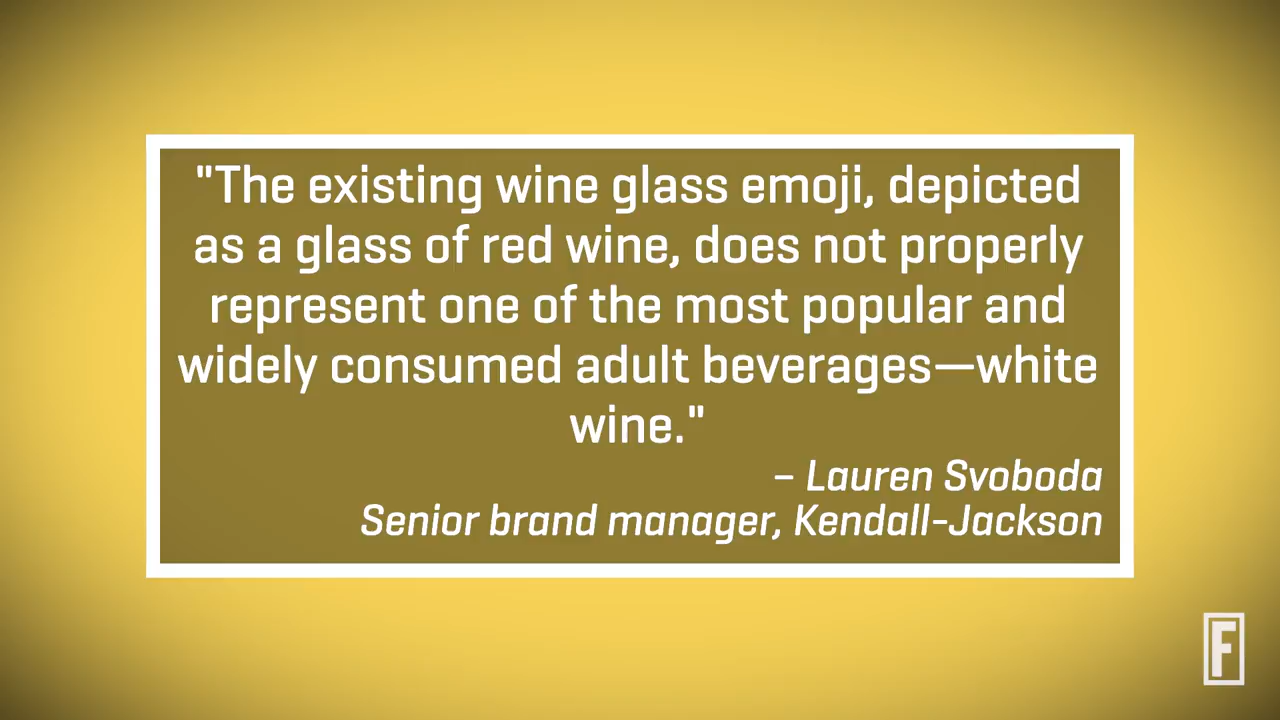 "The existing wine glass emoji, depicted
as a glass of red wine, does not properly
represent one of the most popular and
widely consumed adult beverages—white
wine."
– Lauren Svoboda
Senior brand manager, Kendall-Jackson
F